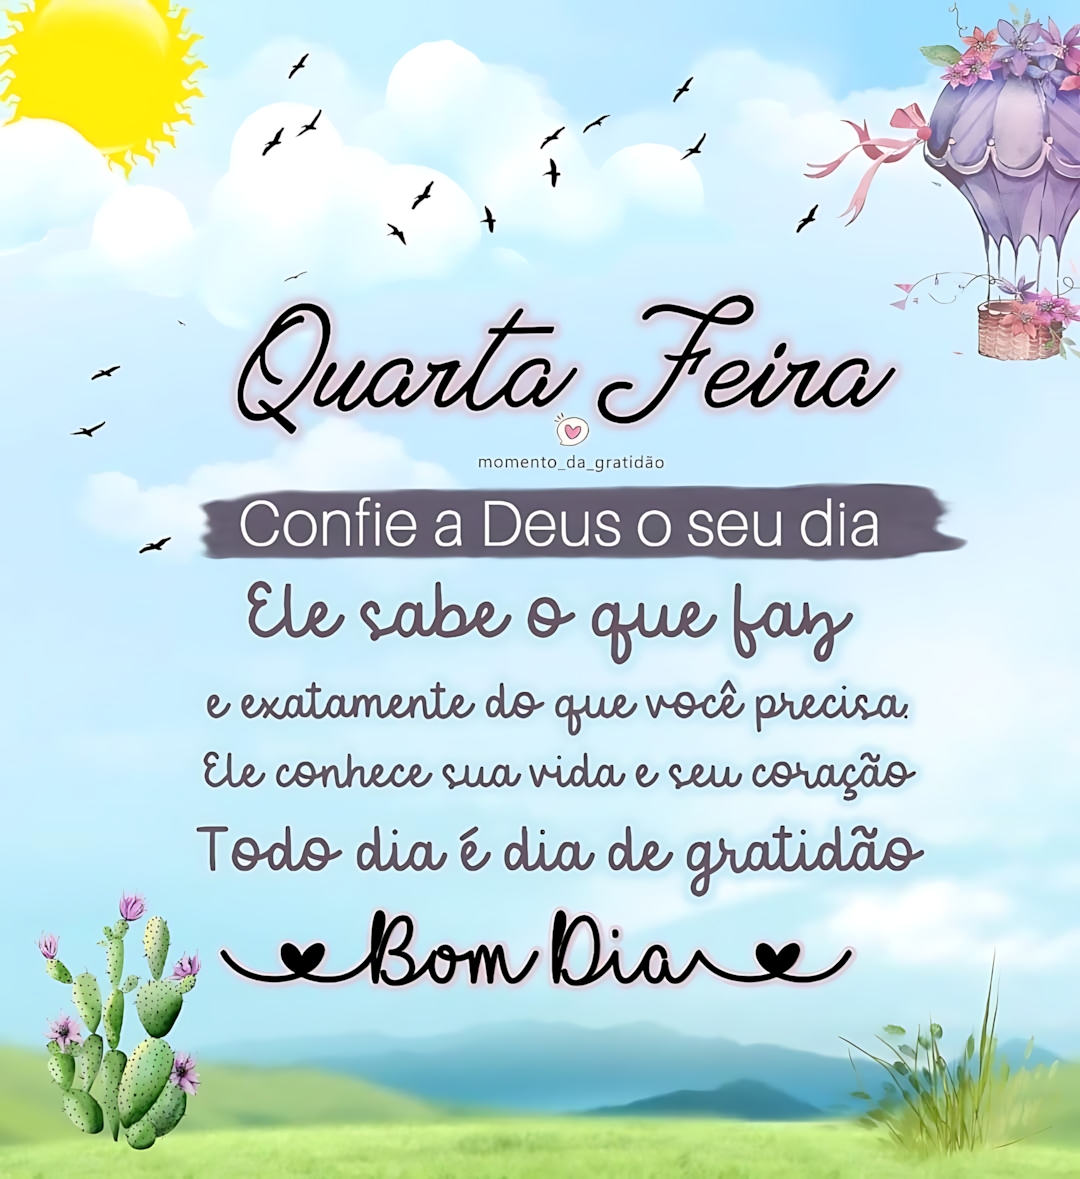 Quarta Feira
momento_da_gratidão
Confie a Deus o seu dia
Ele sabe o que faz
e exatamente do que você precisa.
Ele conhece sua vida e seu coração
Todo dia é dia de gratidão
Bom Dia